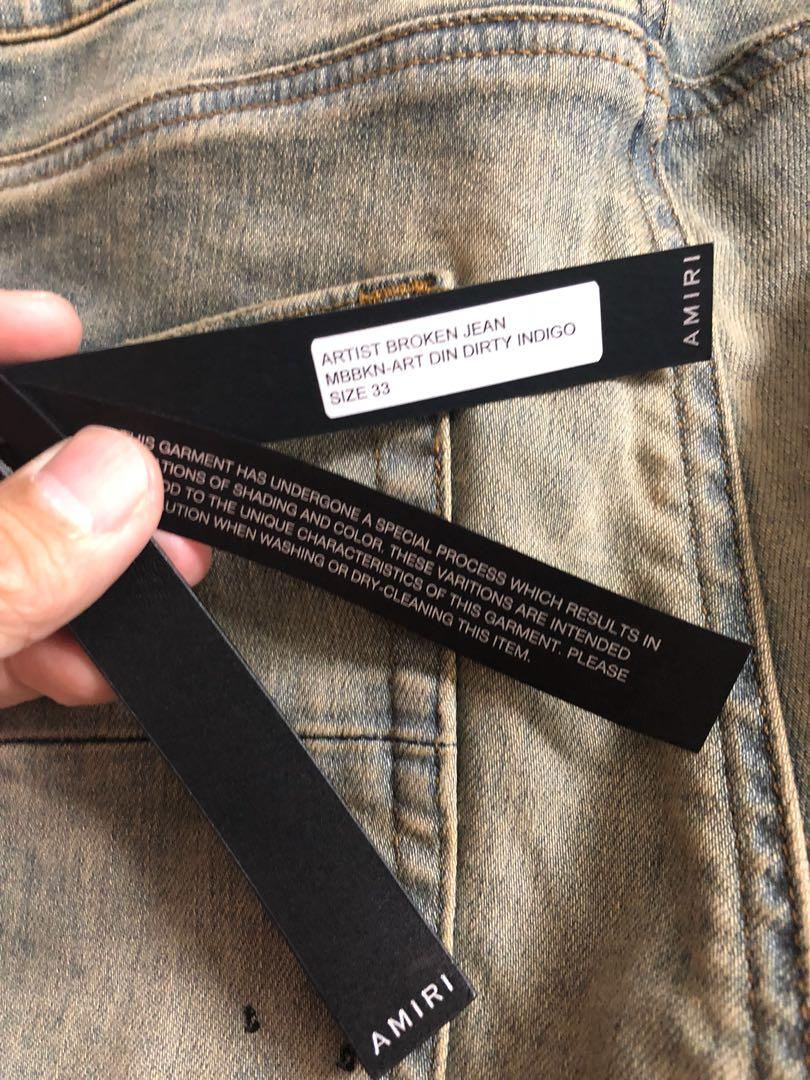 ARTIST BROKEN JEAN
MBBKN-ART DIN DIRTY INDIGO
SIZE 33
AMIRI
GARMENT HAS UNDERGONE A SPECIAL PROCESS WHICH RESULTS IN
OF SHADING AND COLOR. THESE VARITIONS ARE INTENDED
TO THE UNIQUE CHARACTERISTICS OF THIS GARMENT. PLEASE
WHEN WASHING OR DRY-CLEANING THIS ITEM.
AMIRI